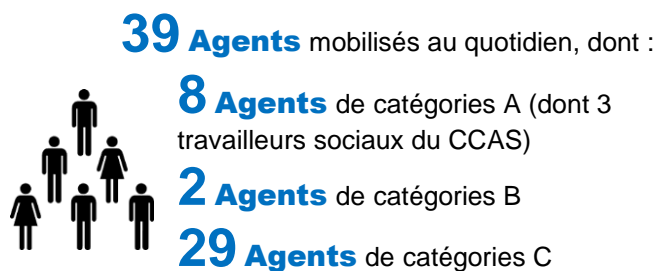 39 Agents mobilisés au quotidien, dont :
8 Agents de catégories A (dont 3
travailleurs sociaux du CCAS)
2 Agents de catégories B
29 Agents de catégories C